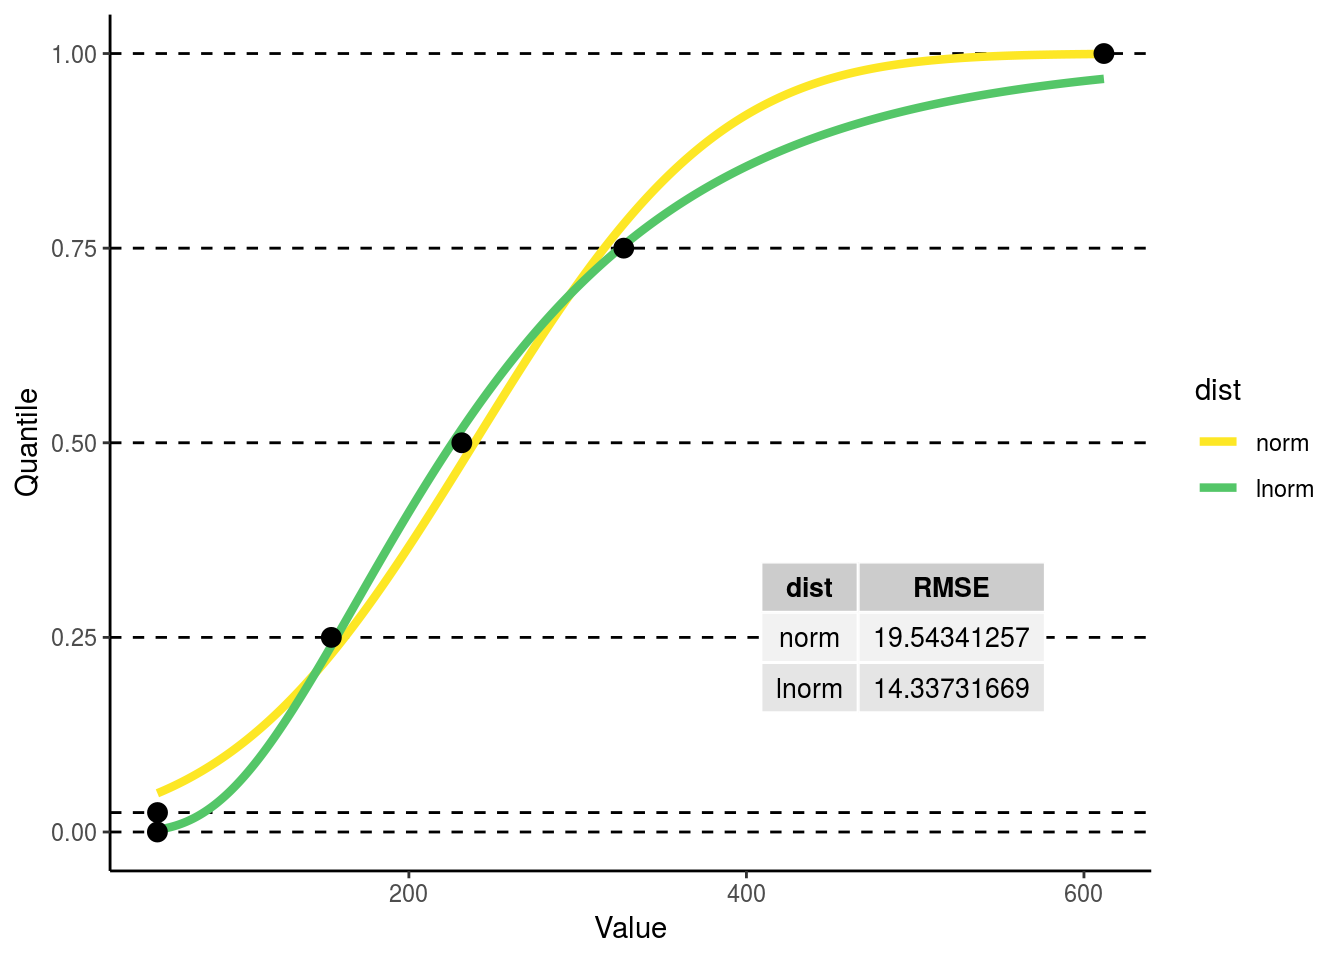 1.00
0.75
0.50
0.25
0.00
Quantile
200 400 600
Value
dist
norm
lnorm
dist RMSE
norm 19.54341257
lnorm 14.33731669